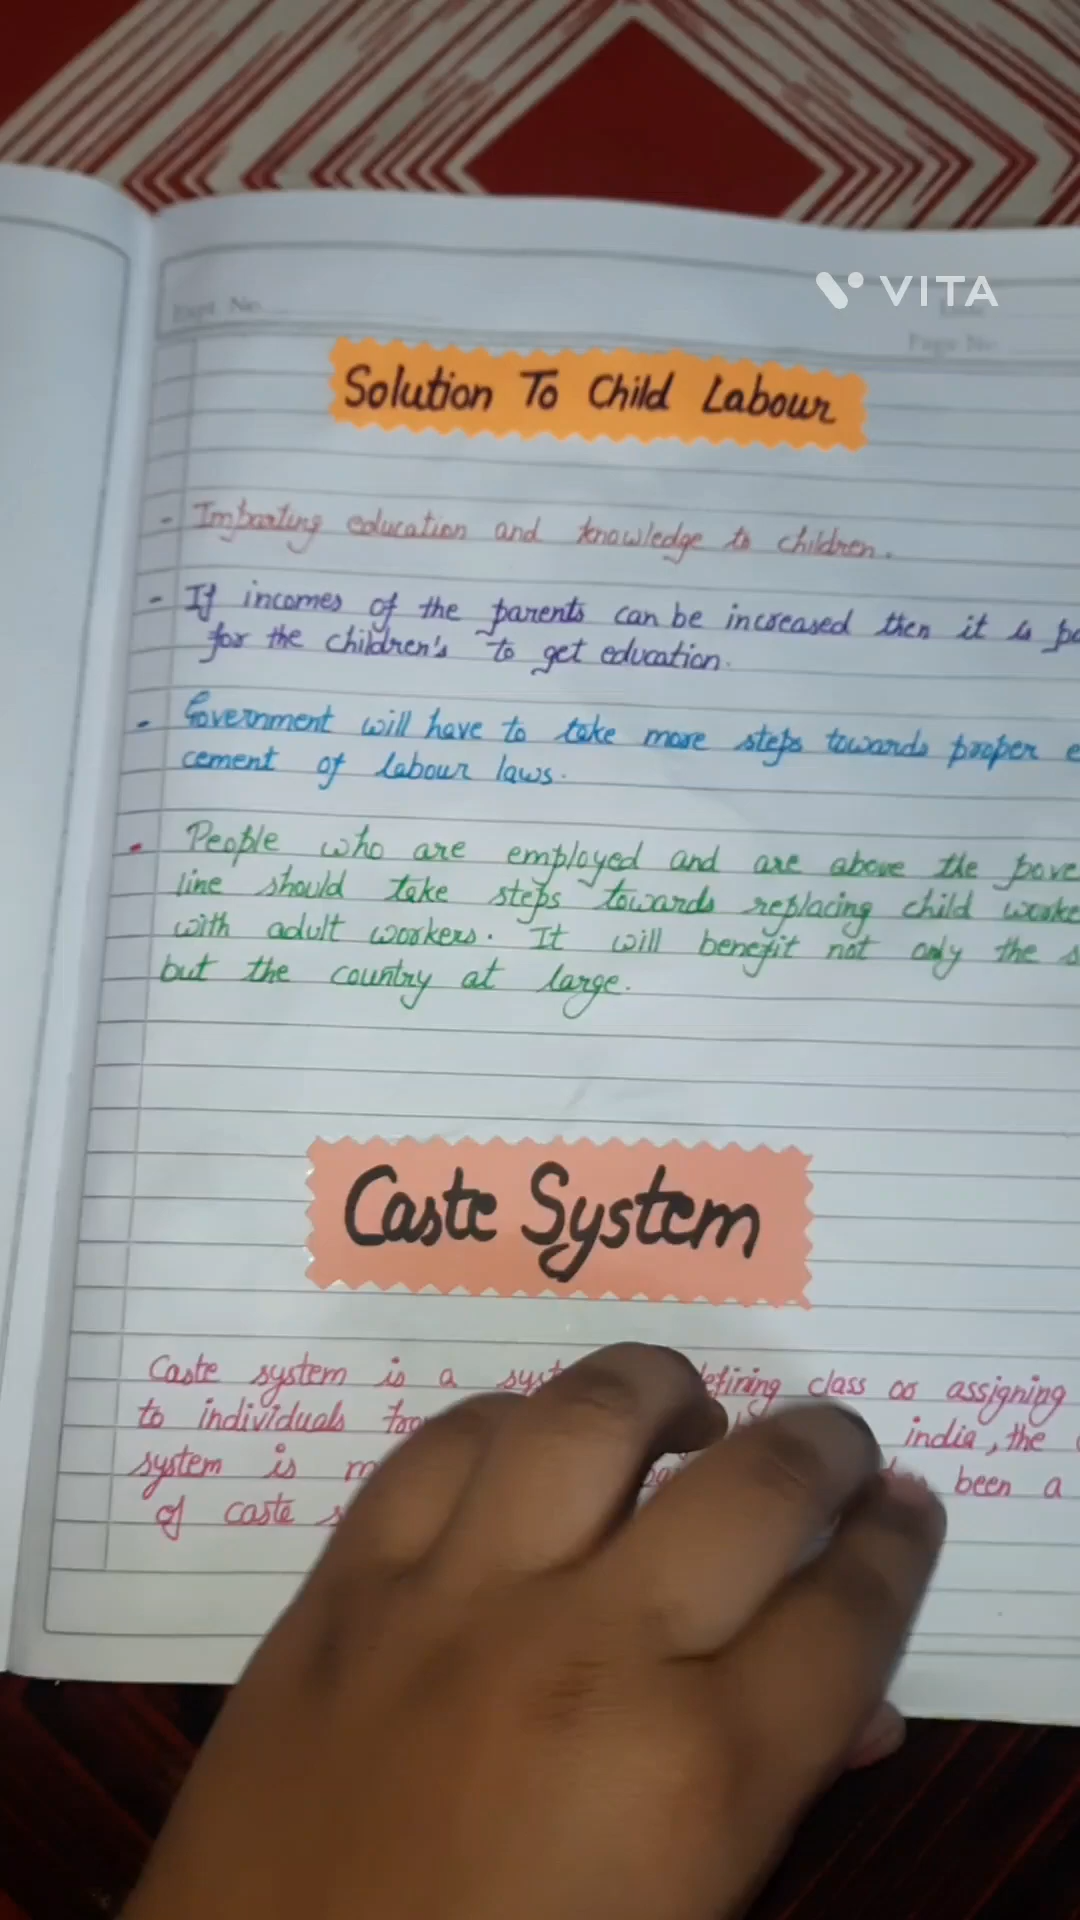 VITA
Expt. No.
Page No.
Solution To Child Labour
- Imparting education and knowledge to children.
- If incomes of the parents can be increased then it is
for the children's to get education.
- Government will have to take more steps towards proper
cement of labour laws.
- People who are employed and are above the
line should take steps towards replacing child
with adult workers. It will benefit not only the
but the country at large.
Caste System
Caste system is a defining class or assigning
to individuals india, the
system is been a
of caste